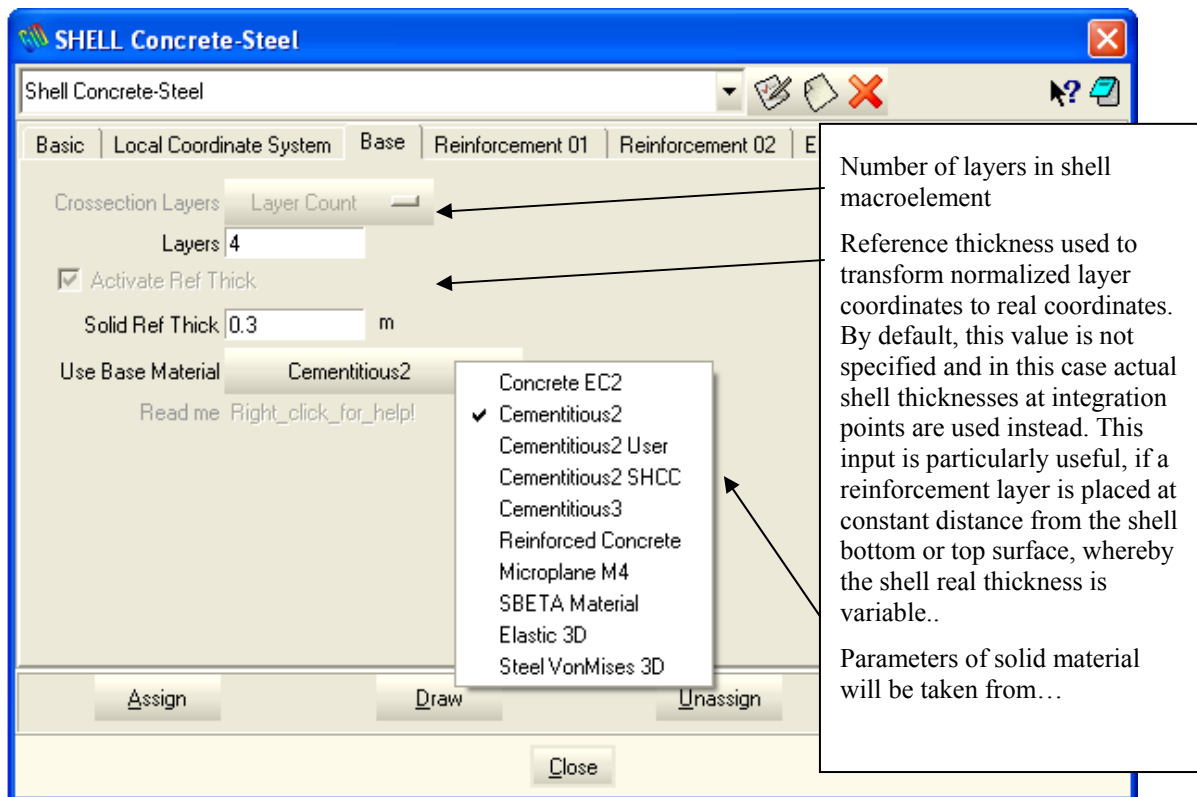 SHELL Concrete-Steel
Shell Concrete-Steel
Basic Local Coordinate System Base Reinforcement 01 Reinforcement 02 E
Crossection Layers Layer Count
Layers 4
Activate Ref Thick
Solid Ref Thick 0.3 m
Use Base Material Cementitious2
Read me Right_click_for_help!
Concrete EC2
Cementitious2
Cementitious2 User
Cementitious2 SHCC
Cementitious3
Reinforced Concrete
Microplane M4
SBETA Material
Elastic 3D
Steel VonMises 3D
Assign Draw Unassign
Close
Number of layers in shell
macroelement
Reference thickness used to
transform normalized layer
coordinates to real coordinates.
By default, this value is not
specified and in this case actual
shell thicknesses at integration
points are used instead. This
input is particularly useful, if a
reinforcement layer is placed at
constant distance from the shell
bottom or top surface, whereby
the shell real thickness is
variable..
Parameters of solid material
will be taken from…